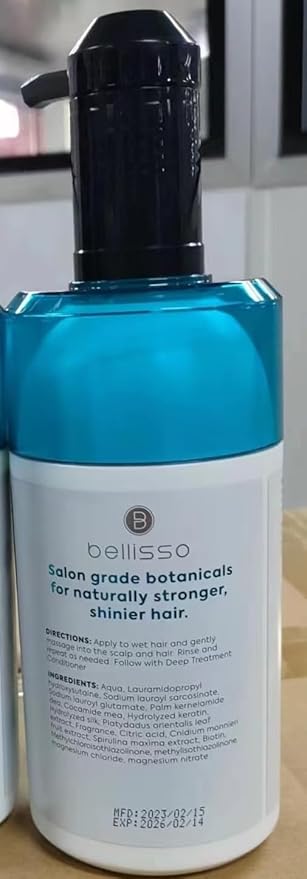 B
bellisso
Salon grade botanicals
for naturally stronger,
shinier hair.
DIRECTIONS: Apply to wet hair and gently
massage into the scalp and hair. Rinse and
repeat as needed. Follow with Deep Treatment
Conditioner
INGREDIENTS: Aqua, Lauramidopropyl
hydroxysutaine, Sodium lauroyl sarcosinate,
Sodium lauroyl glutamate, Palm kernelamide
dea, Cocamide mea, Hydrolyzed keratin,
hydrolyzed silk, Platydadus orientalis leaf
extract, Fragrance, Citric acid, Cnidium monnieri
fruit extract, Spirulina maxima extract, Biotin,
Methylchloroisothiazolinone, methylisothiazolinone
magnesium chloride, magnesium nitrate
MFD:2023/02/15
EXP:2026/02/14